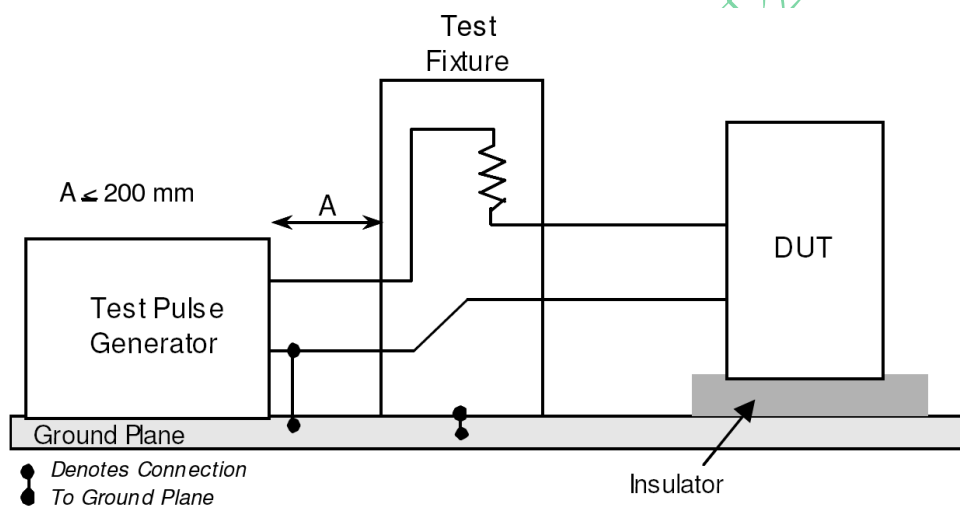 Test
Fixture
A ≤ 200 mm
A
DUT
Test Pulse
Generator
Ground Plane
Denotes Connection
To Ground Plane
Insulator